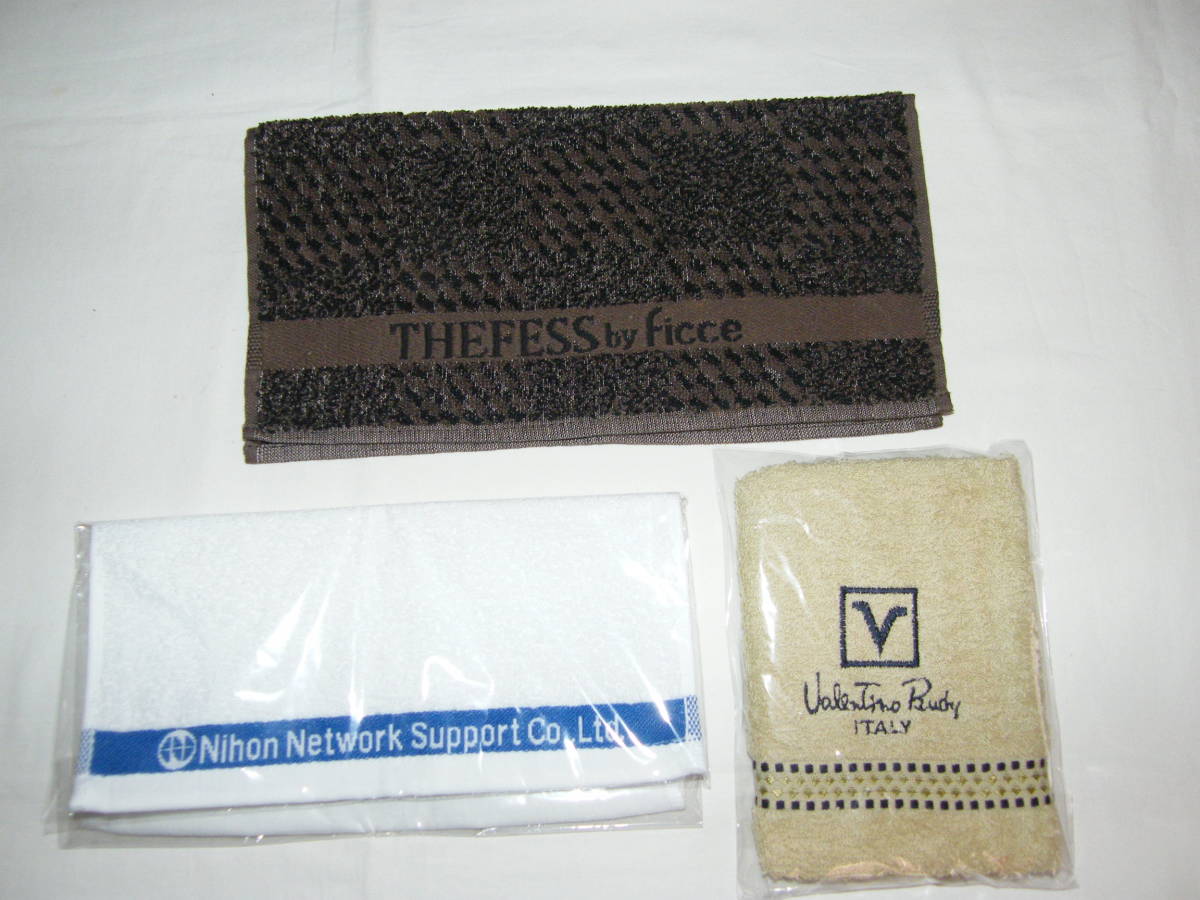 THEFESS by ficce
Nihon Network Support Co., Ltd.
V
Valentino Rudy
ITALY